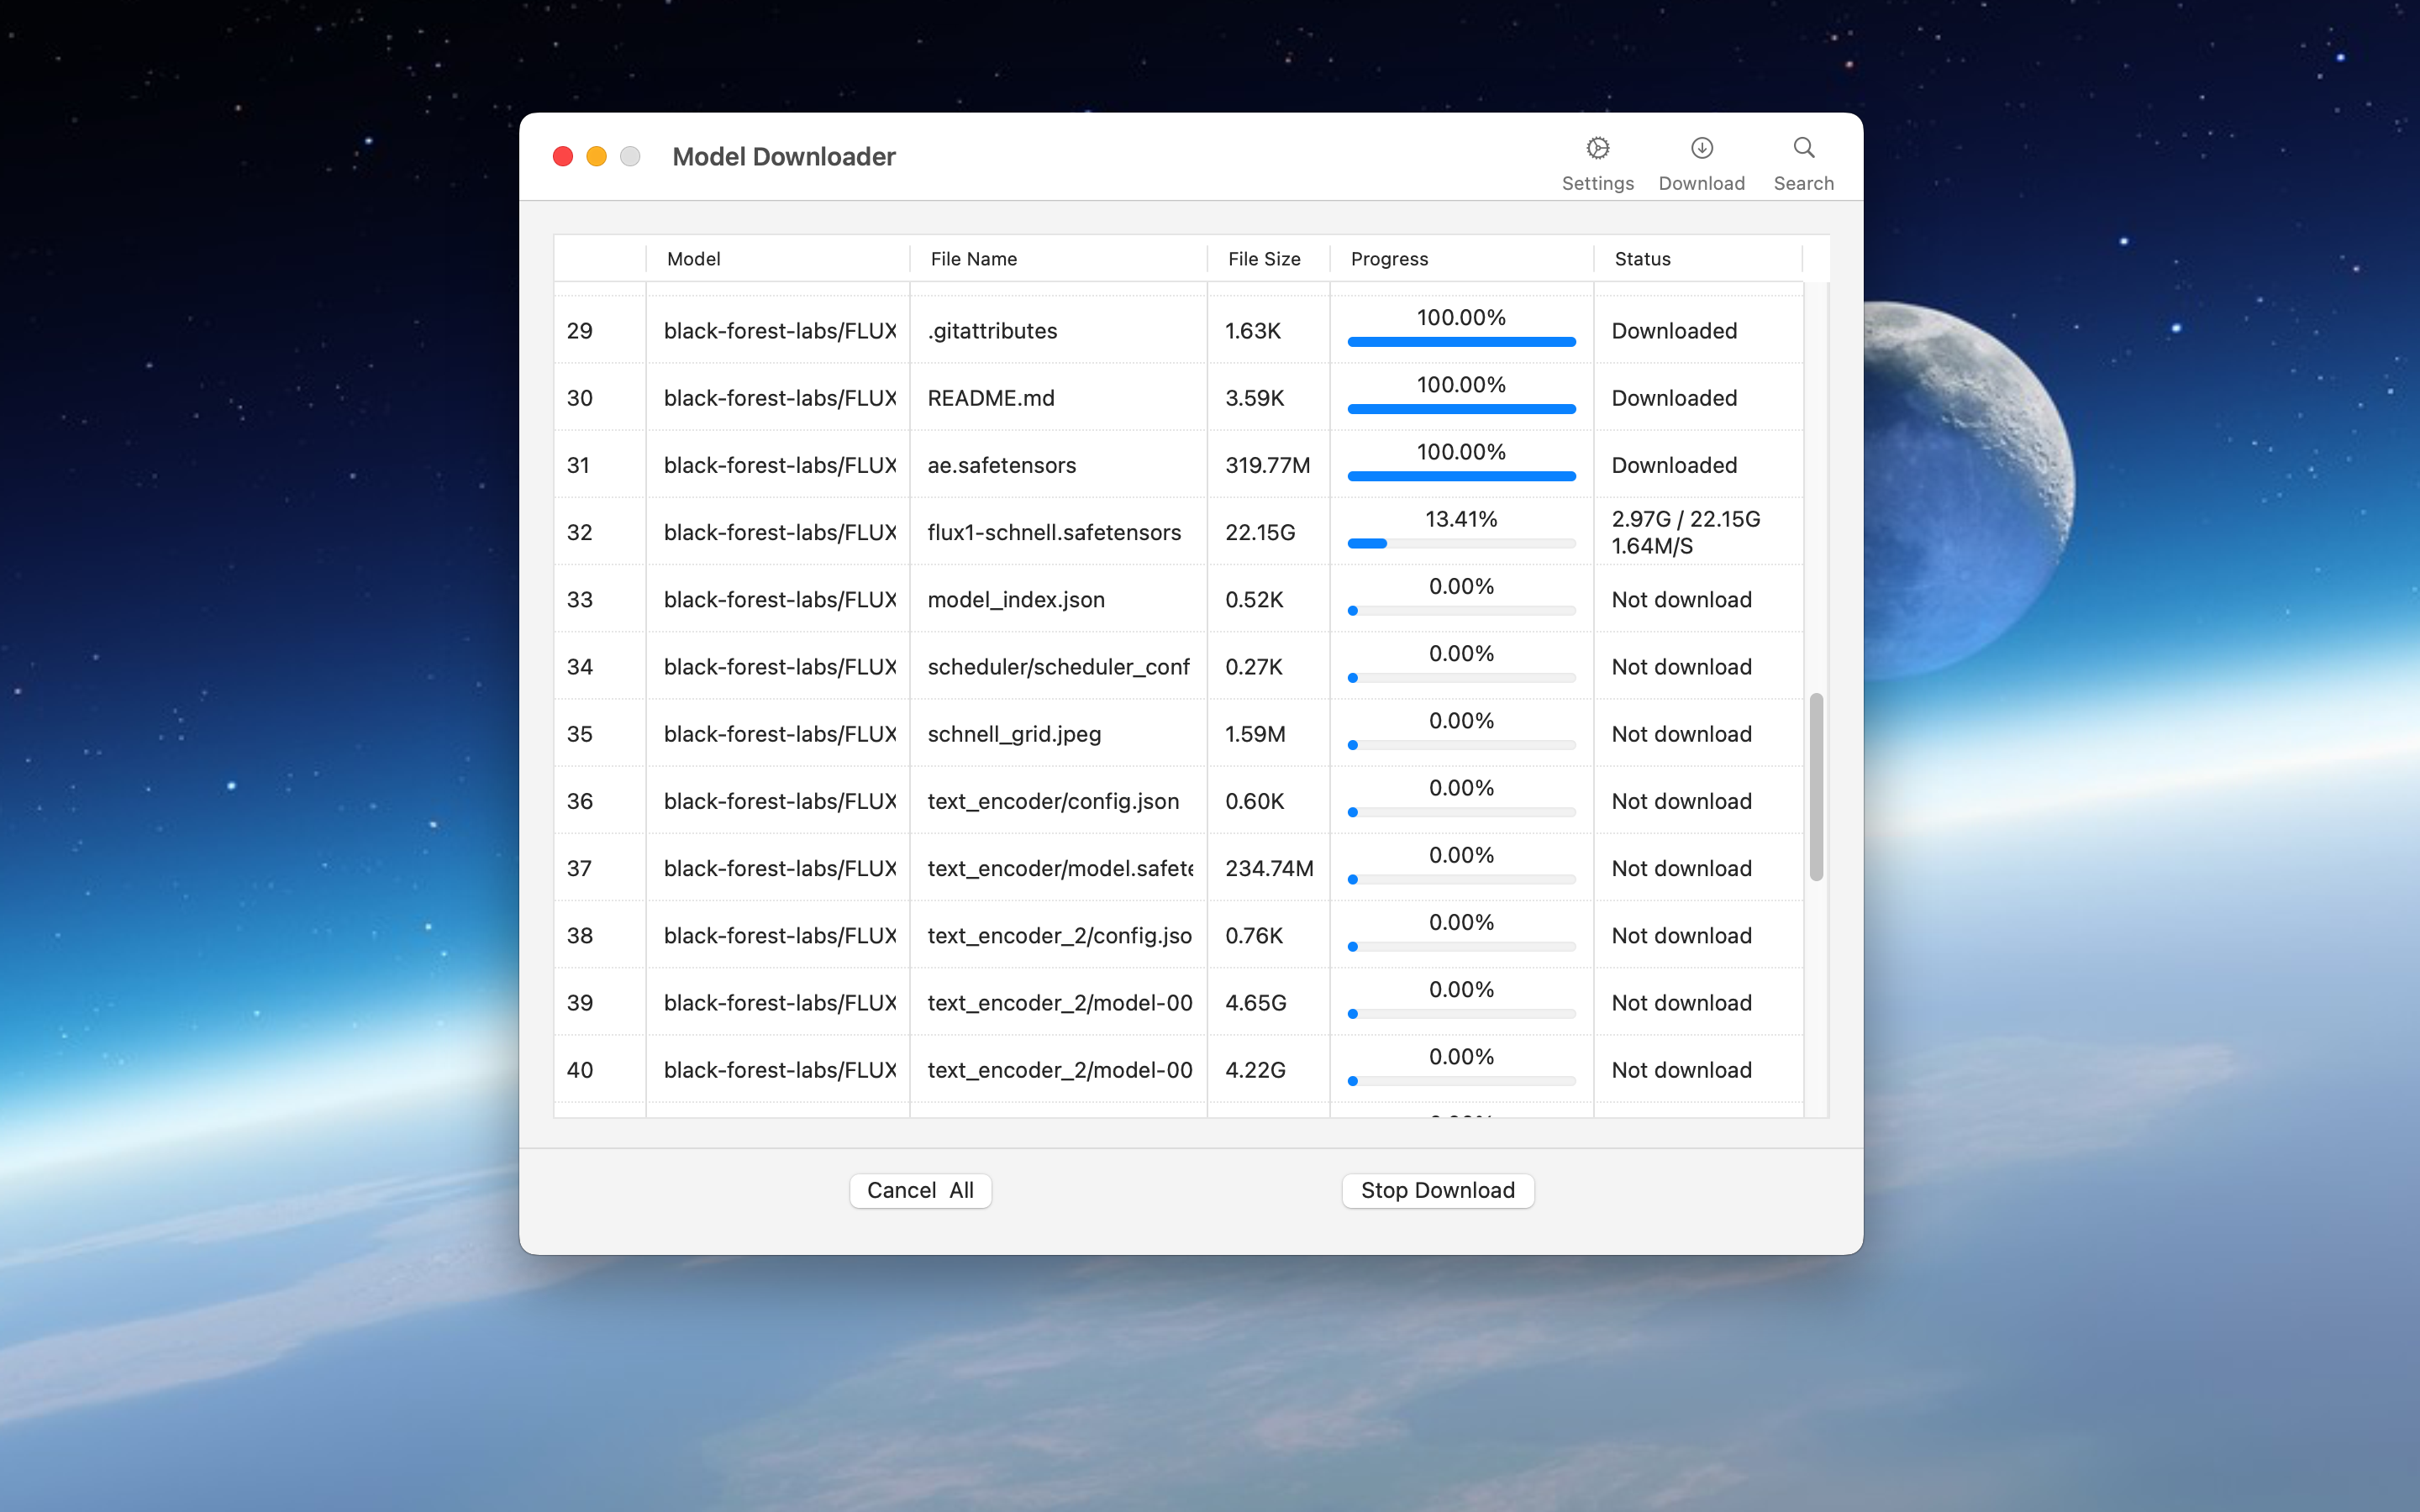 Model Downloader
Settings Download Search
Model File Name File Size Progress Status
29 black-forest-labs/FLUX .gitattributes 1.63K 100.00% Downloaded
30 black-forest-labs/FLUX README.md 3.59K 100.00% Downloaded
31 black-forest-labs/FLUX ae.safetensors 319.77M 100.00% Downloaded
32 black-forest-labs/FLUX flux1-schnell.safetensors 22.15G 13.41% 2.97G / 22.15G
1.64M/S
33 black-forest-labs/FLUX model_index.json 0.52K 0.00% Not download
34 black-forest-labs/FLUX scheduler/scheduler_conf 0.27K 0.00% Not download
35 black-forest-labs/FLUX schnell_grid.jpeg 1.59M 0.00% Not download
36 black-forest-labs/FLUX text_encoder/config.json 0.60K 0.00% Not download
37 black-forest-labs/FLUX text_encoder/model.safete 234.74M 0.00% Not download
38 black-forest-labs/FLUX text_encoder_2/config.jso 0.76K 0.00% Not download
39 black-forest-labs/FLUX text_encoder_2/model-00 4.65G 0.00% Not download
40 black-forest-labs/FLUX text_encoder_2/model-00 4.22G 0.00% Not download
Cancel All Stop Download